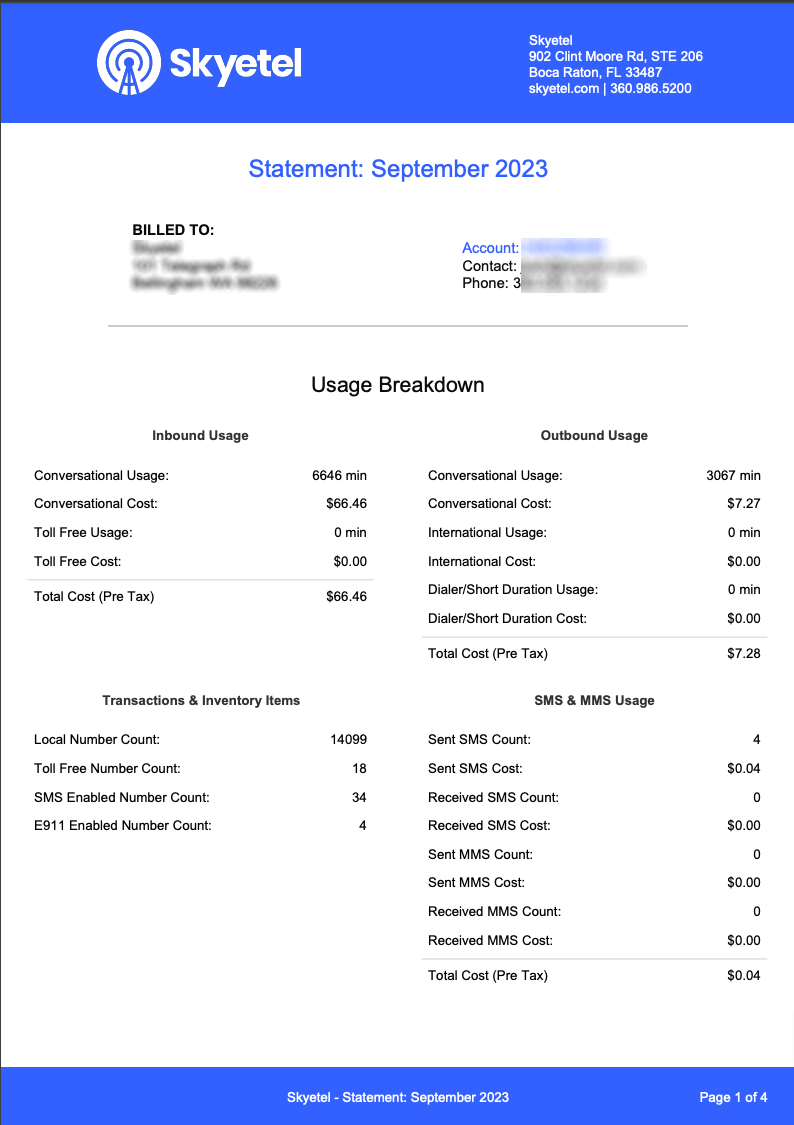 Skyetel
Skyetel
902 Clint Moore Rd, STE 206
Boca Raton, FL 33487
skyetel.com | 360.986.5200
Statement: September 2023
BILLED TO:
Account:
Contact:
Phone: 3
Usage Breakdown
Inbound Usage
Conversational Usage: 6646 min
Conversational Cost: $66.46
Toll Free Usage: 0 min
Toll Free Cost: $0.00
Total Cost (Pre Tax) $66.46
Outbound Usage
Conversational Usage: 3067 min
Conversational Cost: $7.27
International Usage: 0 min
International Cost: $0.00
Dialer/Short Duration Usage: 0 min
Dialer/Short Duration Cost: $0.00
Total Cost (Pre Tax) $7.28
Transactions & Inventory Items
Local Number Count: 14099
Toll Free Number Count: 18
SMS Enabled Number Count: 34
E911 Enabled Number Count: 4
SMS & MMS Usage
Sent SMS Count: 4
Sent SMS Cost: $0.04
Received SMS Count: 0
Received SMS Cost: $0.00
Sent MMS Count: 0
Sent MMS Cost: $0.00
Received MMS Count: 0
Received MMS Cost: $0.00
Total Cost (Pre Tax) $0.04
Skyetel - Statement: September 2023
Page 1 of 4